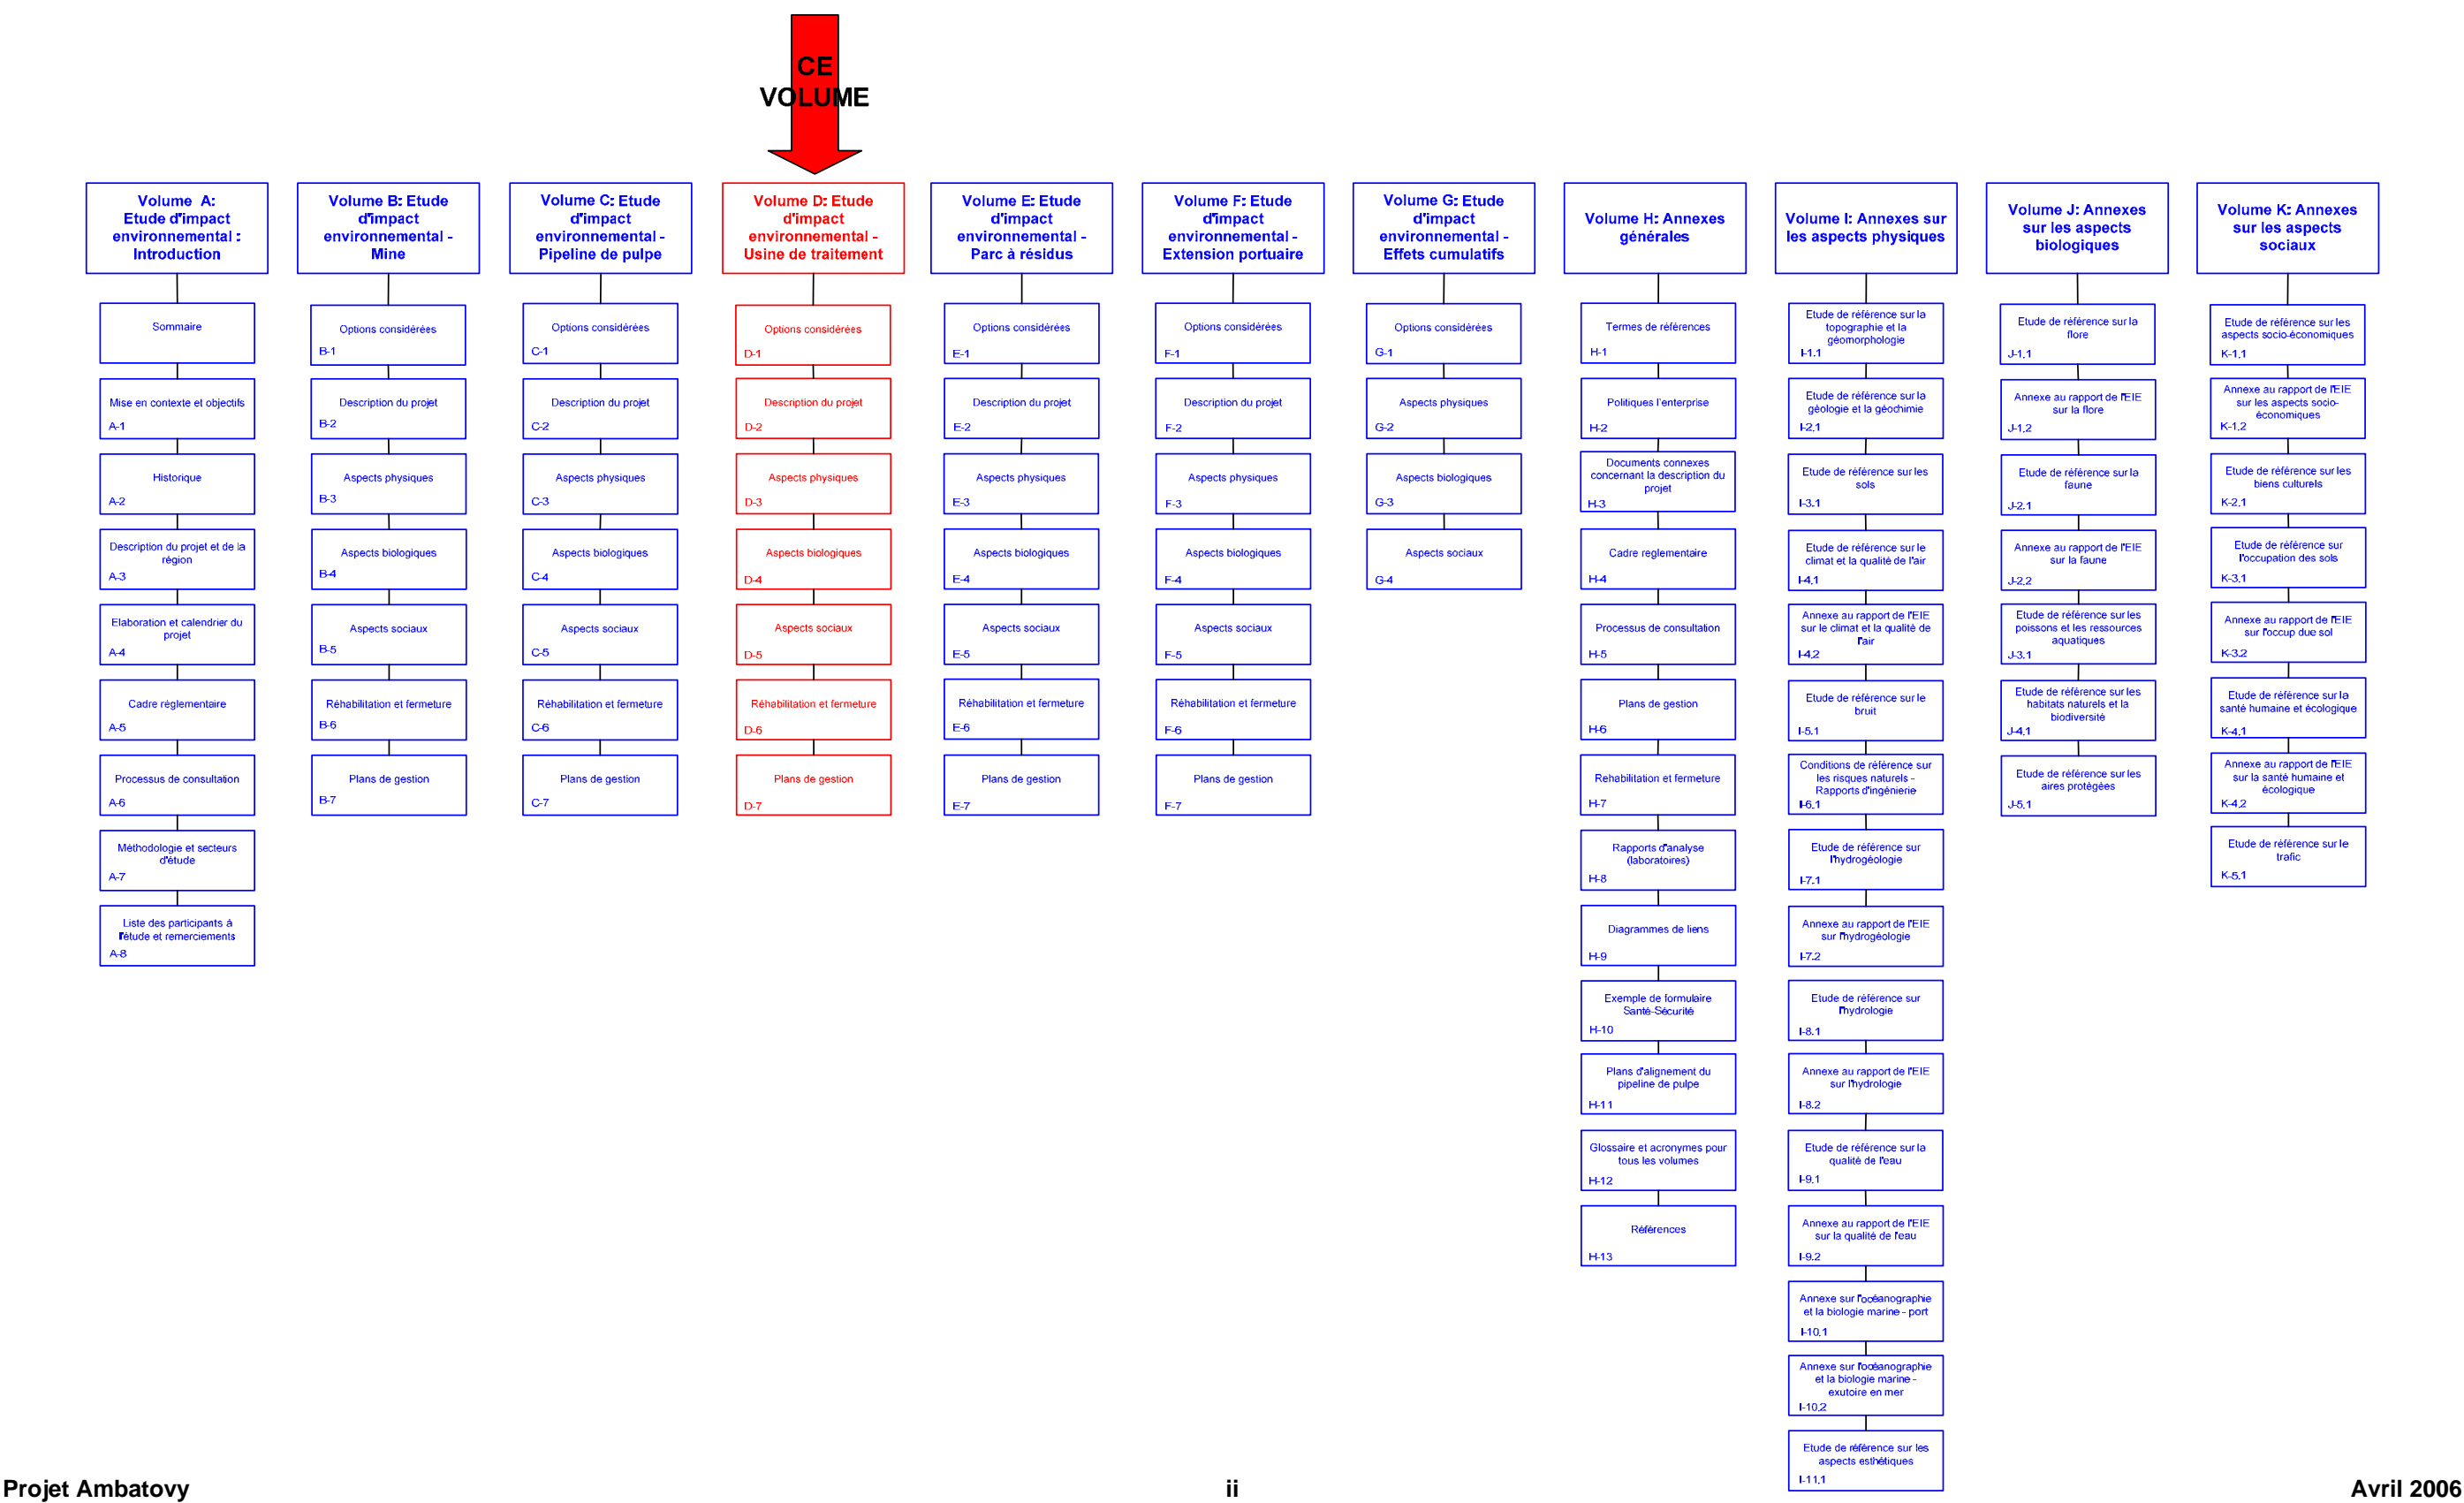 CE
VOLUME
Volume A:
Etude d'impact
environnemental :
Introduction
Sommaire
Mise en contexte et objectifs
A-1
Historique
A-2
Description du projet et de la
région
A-3
Elaboration et calendrier du
projet
A-4
Cadre réglementaire
A-5
Processus de consultation
A-6
Méthodologie et secteurs
d'étude
A-7
Liste des participants à
l'étude et remerciements
A-8
Volume B: Etude
d'impact
environnemental -
Mine
Options considérées
B-1
Description du projet
B-2
Aspects physiques
B-3
Aspects biologiques
B-4
Aspects sociaux
B-5
Réhabilitation et fermeture
B-6
Plans de gestion
B-7
Volume C: Etude
d'impact
environnemental -
Pipeline de pulpe
Options considérées
C-1
Description du projet
C-2
Aspects physiques
C-3
Aspects biologiques
C-4
Aspects sociaux
C-5
Réhabilitation et fermeture
C-6
Plans de gestion
C-7
Volume D: Etude
d'impact
environnemental -
Usine de traitement
Options considérées
D-1
Description du projet
D-2
Aspects physiques
D-3
Aspects biologiques
D-4
Aspects sociaux
D-5
Réhabilitation et fermeture
D-6
Plans de gestion
D-7
Volume E: Etude
d'impact
environnemental -
Parc à résidus
Options considérées
E-1
Description du projet
E-2
Aspects physiques
E-3
Aspects biologiques
E-4
Aspects sociaux
E-5
Réhabilitation et fermeture
E-6
Plans de gestion
E-7
Volume F: Etude
d'impact
environnemental -
Extension portuaire
Options considérées
F-1
Description du projet
F-2
Aspects physiques
F-3
Aspects biologiques
F-4
Aspects sociaux
F-5
Réhabilitation et fermeture
F-6
Plans de gestion
F-7
Volume G: Etude
d'impact
environnemental -
Effets cumulatifs
Options considérées
G-1
Aspects physiques
G-2
Aspects biologiques
G-3
Aspects sociaux
G-4
Volume H: Annexes
générales
Termes de références
H-1
Politiques l'enterprise
H-2
Documents connexes
concernant la description du
projet
H-3
Cadre reglementaire
H-4
Processus de consultation
H-5
Plans de gestion
H-6
Rehabilitation et fermeture
H-7
Rapports d'analyse
(laboratoires)
H-8
Diagrammes de liens
H-9
Exemple de formulaire
Santé-Sécurité
H-10
Plans d'alignement du
pipeline de pulpe
H-11
Glossaire et acronymes pour
tous les volumes
H-12
Références
H-13
Volume I: Annexes sur
les aspects physiques
Etude de référence sur la
topographie et la
géomorphologie
I-1.1
Etude de référence sur la
géologie et la géochimie
I-2.1
Etude de référence sur les
sols
I-3.1
Etude de référence sur le
climat et la qualité de l'air
I-4.1
Annexe au rapport de l'EIE
sur le climat et la qualité de
l'air
I-4.2
Etude de référence sur le
bruit
I-5.1
Conditions de référence sur
les risques naturels -
Rapports d'ingénierie
I-6.1
Etude de référence sur
l'hydrogéologie
I-7.1
Annexe au rapport de l'EIE
sur l'hydrogéologie
I-7.2
Etude de référence sur
l'hydrologie
I-8.1
Annexe au rapport de l'EIE
sur l'hydrologie
I-8.2
Etude de référence sur la
qualité de l'eau
I-9.1
Annexe au rapport de l'EIE
sur la qualité de l'eau
I-9.2
Annexe sur l'océanographie
et la biologie marine - port
I-10.1
Annexe sur l'océanographie
et la biologie marine -
exutoire en mer
I-10.2
Etude de référence sur les
aspects esthétiques
I-11.1
Volume J: Annexes
sur les aspects
biologiques
Etude de référence sur la
flore
J-1.1
Annexe au rapport de l'EIE
sur la flore
J-1.2
Etude de référence sur la
faune
J-2.1
Annexe au rapport de l'EIE
sur la faune
J-2.2
Etude de référence sur les
poissons et les ressources
aquatiques
J-3.1
Etude de référence sur les
habitats naturels et la
biodiversité
J-4.1
Etude de référence sur les
aires protégées
J-5.1
Volume K: Annexes
sur les aspects
sociaux
Etude de référence sur les
aspects socio-économiques
K-1.1
Annexe au rapport de l'EIE
sur les aspects socio-
économiques
K-1.2
Etude de référence sur les
biens culturels
K-2.1
Etude de référence sur
l'occupation des sols
K-3.1
Annexe au rapport de l'EIE
sur l'occup due sol
K-3.2
Etude de référence sur la
santé humaine et écologique
K-4.1
Annexe au rapport de l'EIE
sur la santé humaine et
écologique
K-4.2
Etude de référence sur le
trafic
K-5.1
Projet Ambatovy
ii
Avril 2006